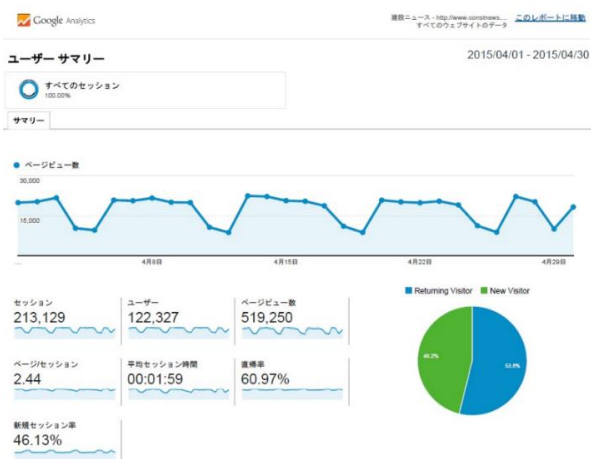 Google Analytics
建設ニュース - http://www.constnews....
すべてのウェブサイトのデータ
このレポートに移動
ユーザー サマリー
2015/04/01 - 2015/04/30
すべてのセッション
100.00%
サマリー
ページビュー数
30,000
15,000
...
4月8日
4月15日
4月22日
4月29日
セッション
213,129
ユーザー
122,327
ページビュー数
519,250
ページ/セッション
2.44
平均セッション時間
00:01:59
直帰率
60.97%
新規セッション率
46.13%
Returning Visitor
New Visitor
46.2%
53.8%